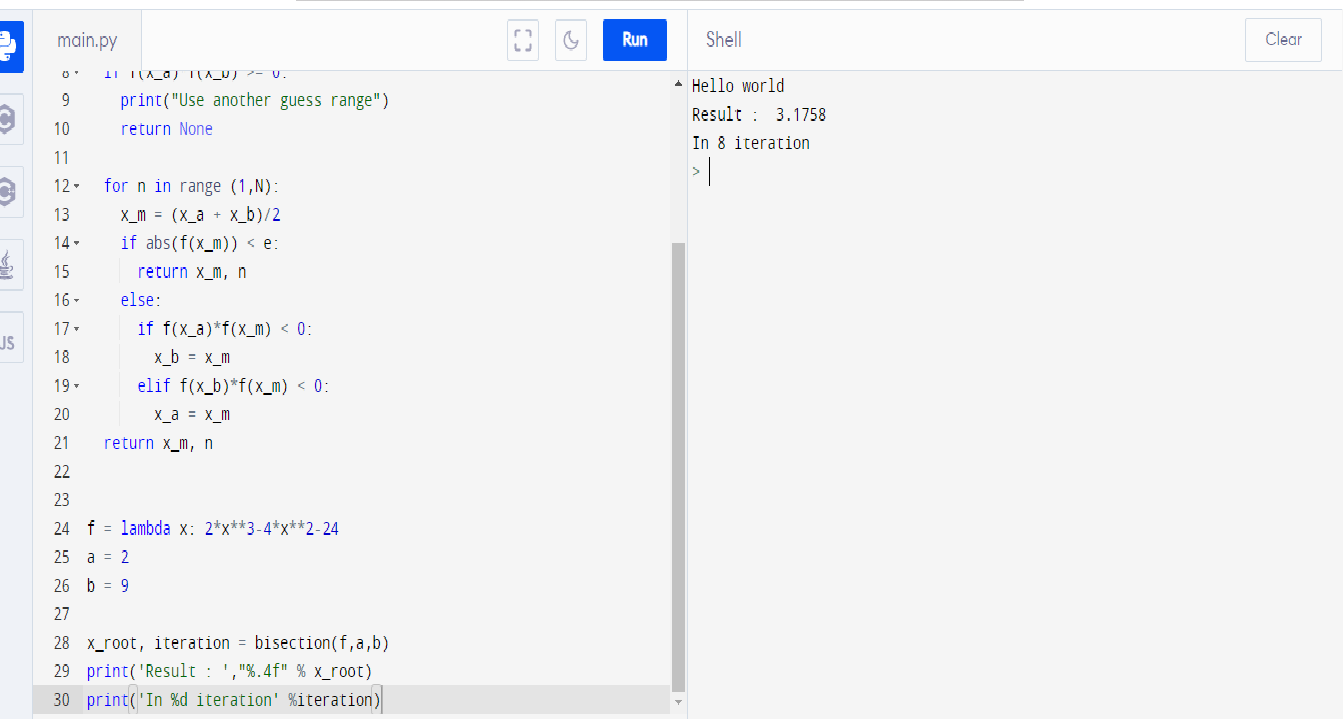 main.py
Run
Shell
Clear
9 print("Use another guess range")
10 return None
11
12 for n in range (1,N):
13 x_m = (x_a + x_b)/2
14 if abs(f(x_m)) < e:
15 return x_m, n
16 else:
17 if f(x_a)*f(x_m) < 0:
18 x_b = x_m
19 elif f(x_b)*f(x_m) < 0:
20 x_a = x_m
21 return x_m, n
22
23
24 f = lambda x: 2*x**3-4*x**2-24
25 a = 2
26 b = 9
27
28 x_root, iteration = bisection(f,a,b)
29 print('Result : ',"%.4f" % x_root)
30 print('In %d iteration' %iteration)
Hello world
Result :  3.1758
In 8 iteration
>
JS